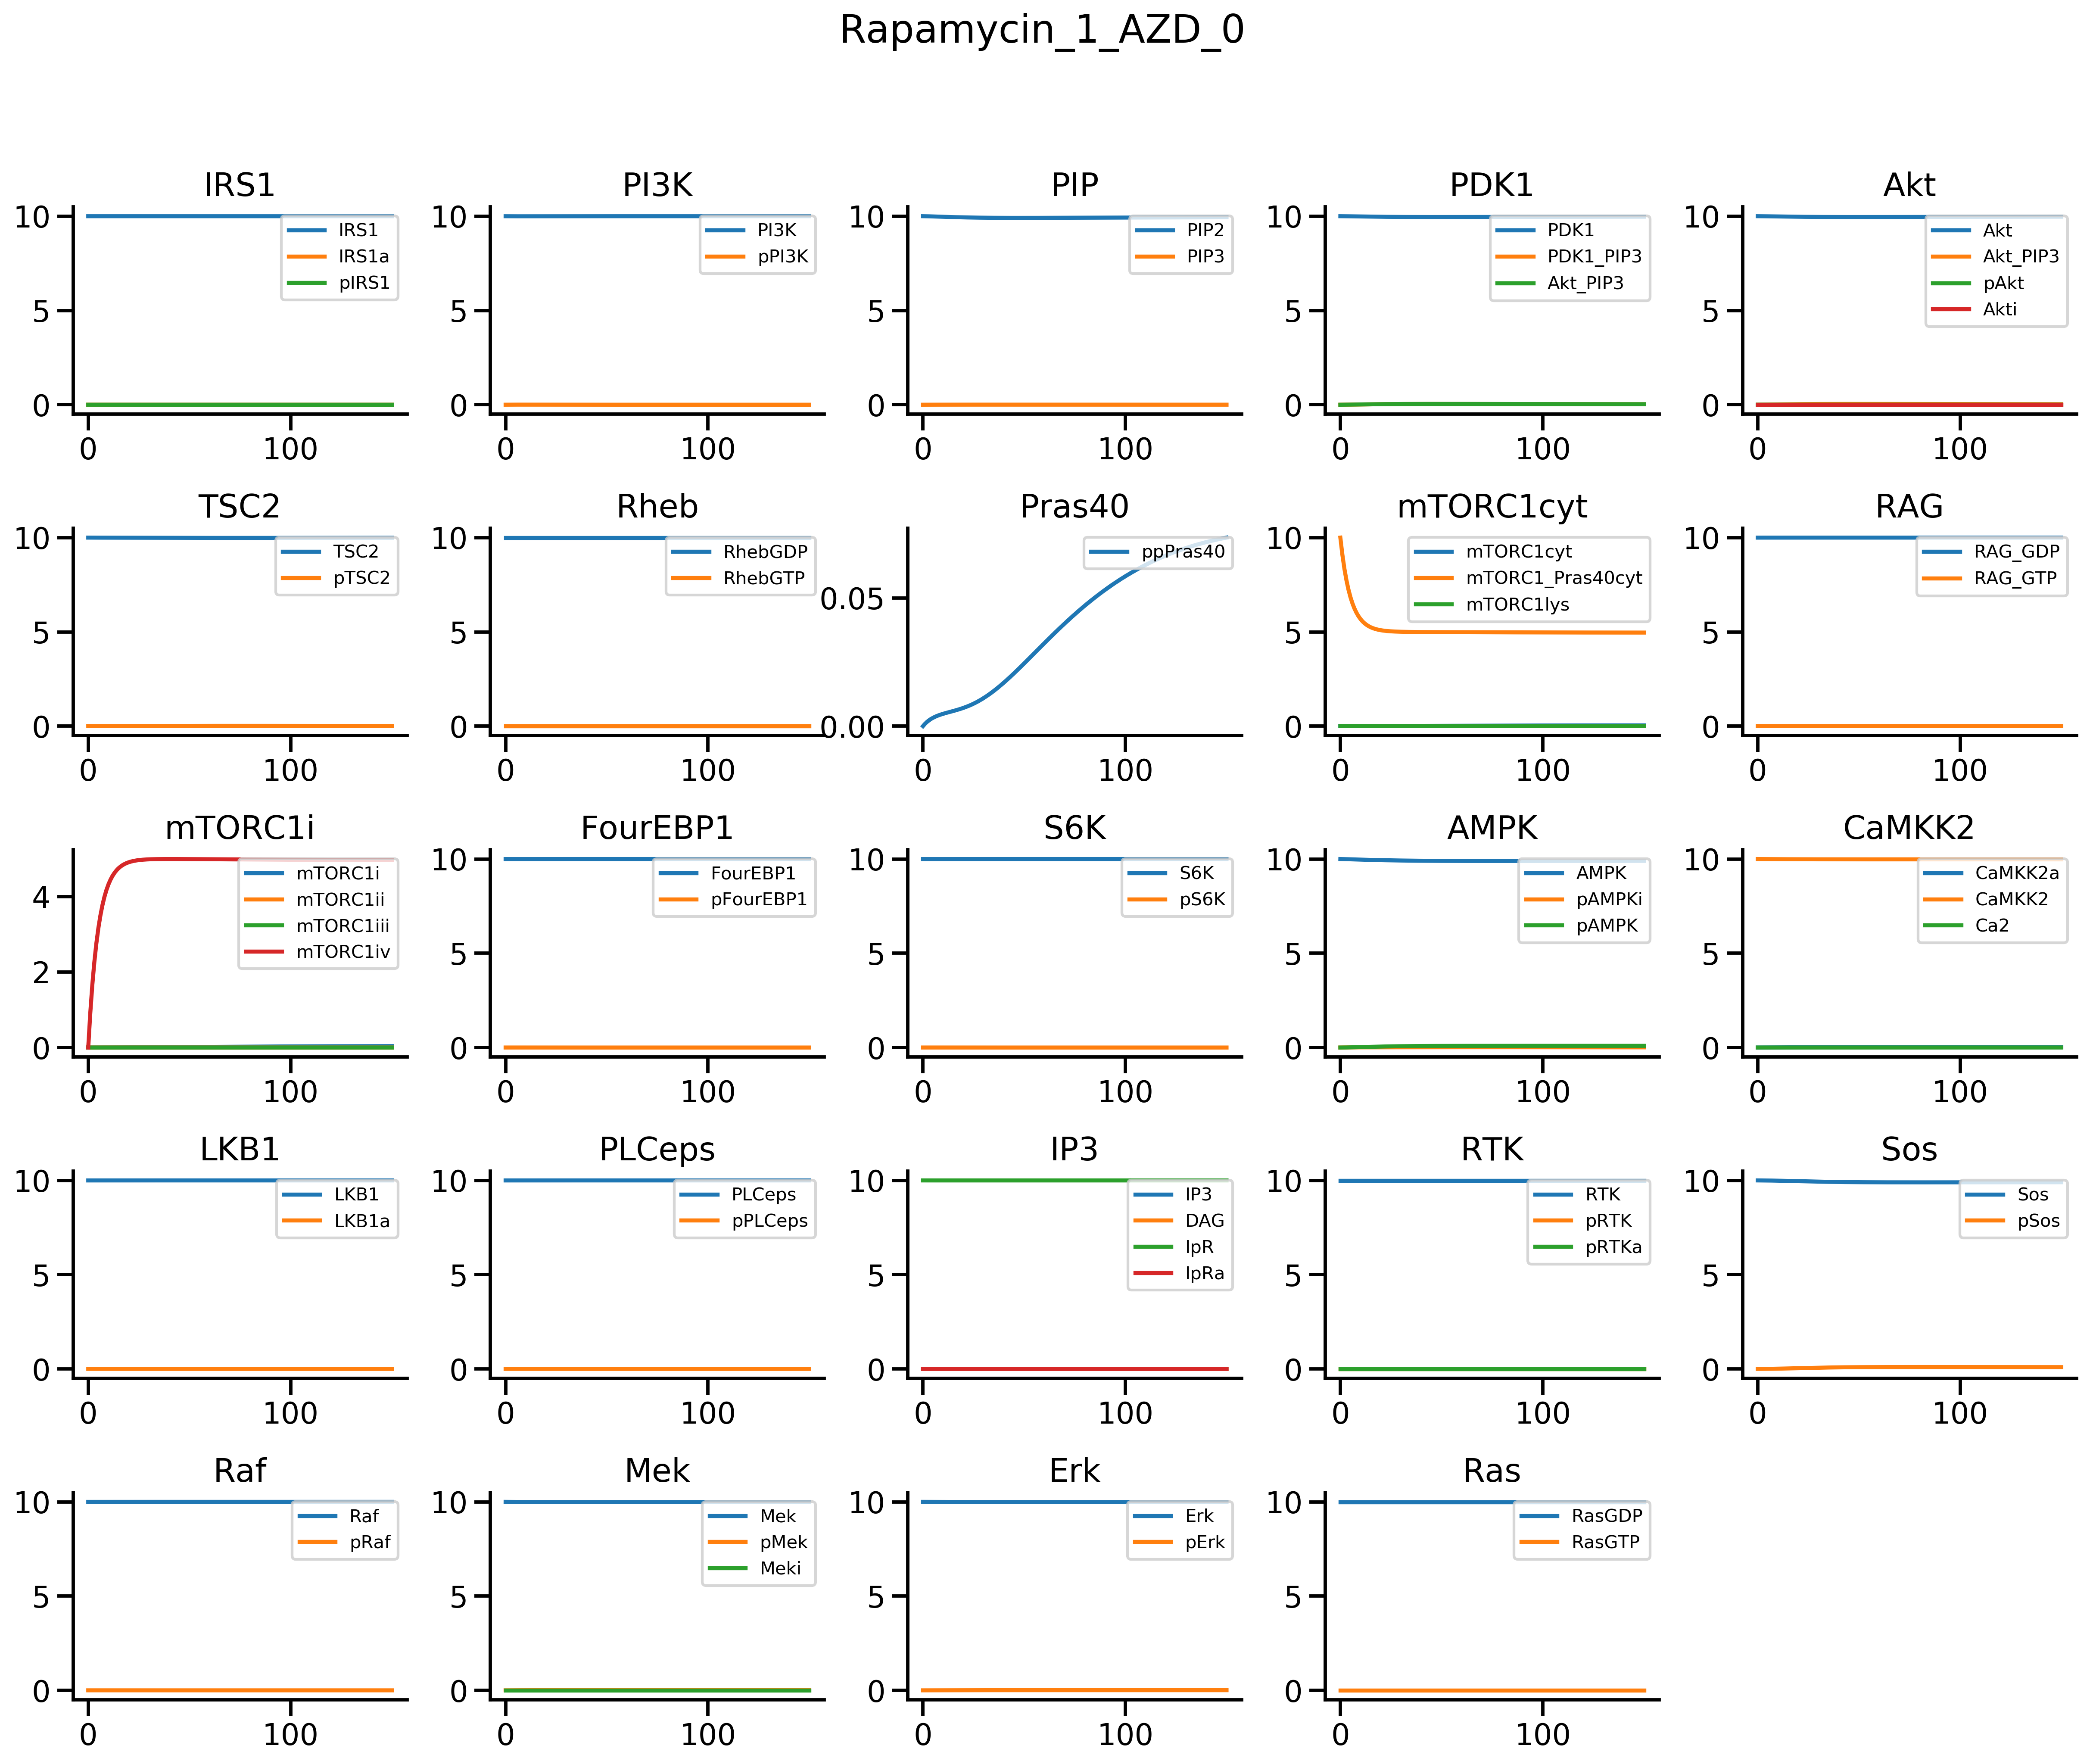 Rapamycin_1_AZD_0
IRS1
10
5
0
0
100
IRS1
IRS1a
pIRS1
PI3K
10
5
0
0
100
PI3K
pPI3K
PIP
10
5
0
0
100
PIP2
PIP3
PDK1
10
5
0
0
100
PDK1
PDK1_PIP3
Akt_PIP3
Akt
10
5
0
0
100
Akt
Akt_PIP3
pAkt
Akti
TSC2
10
5
0
0
100
TSC2
pTSC2
Rheb
10
5
0
0
100
RhebGDP
RhebGTP
Pras40
0.05
0.00
0
100
ppPras40
mTORC1cyt
10
5
0
0
100
mTORC1cyt
mTORC1_Pras40cyt
mTORC1lys
RAG
10
5
0
0
100
RAG_GDP
RAG_GTP
mTORC1i
4
2
0
0
100
mTORC1i
mTORC1ii
mTORC1iii
mTORC1iv
FourEBP1
10
5
0
0
100
FourEBP1
pFourEBP1
S6K
10
5
0
0
100
S6K
pS6K
AMPK
10
5
0
0
100
AMPK
pAMPKi
pAMPK
CaMKK2
10
5
0
0
100
CaMKK2a
CaMKK2
Ca2
LKB1
10
5
0
0
100
LKB1
LKB1a
PLCeps
10
5
0
0
100
PLCeps
pPLCeps
IP3
10
5
0
0
100
IP3
DAG
IpR
IpRa
RTK
10
5
0
0
100
RTK
pRTK
pRTKa
Sos
10
5
0
0
100
Sos
pSos
Raf
10
5
0
0
100
Raf
pRaf
Mek
10
5
0
0
100
Mek
pMek
Meki
Erk
10
5
0
0
100
Erk
pErk
Ras
10
5
0
0
100
RasGDP
RasGTP